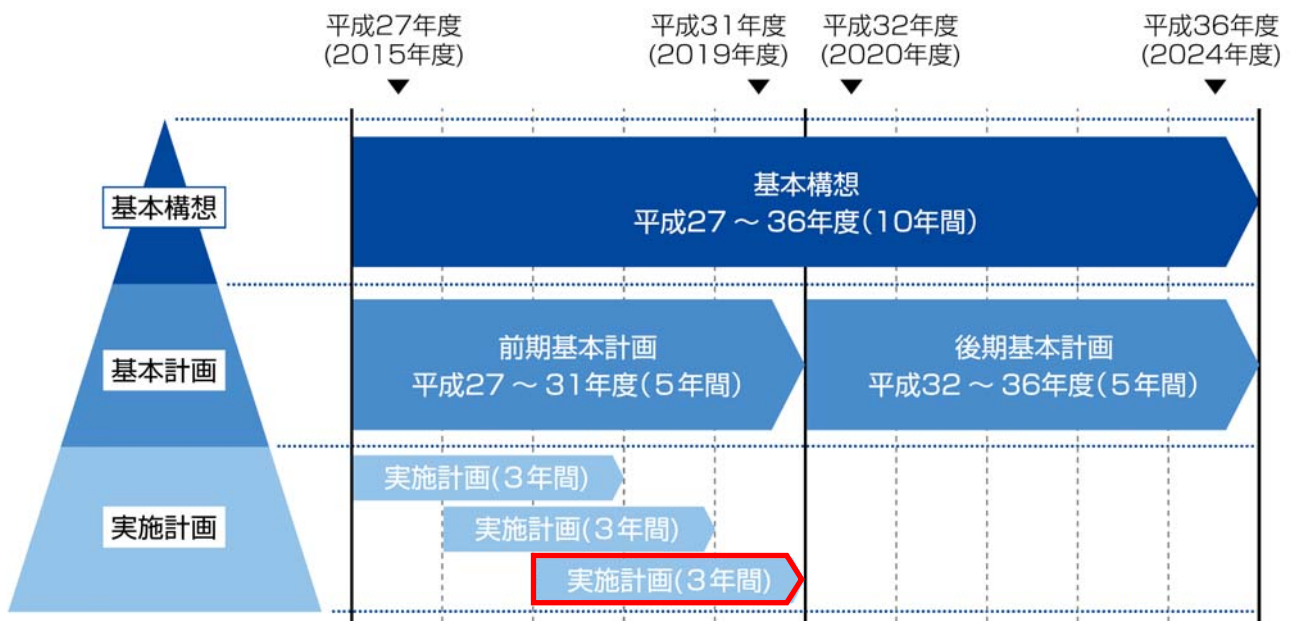 平成27年度
(2015年度)
平成31年度
(2019年度)
平成32年度
(2020年度)
平成36年度
(2024年度)
基本構想
基本構想
平成27～36年度(10年間)
基本計画
前期基本計画
平成27～31年度(5年間)
後期基本計画
平成32～36年度(5年間)
実施計画
実施計画(3年間)
実施計画(3年間)
実施計画(3年間)